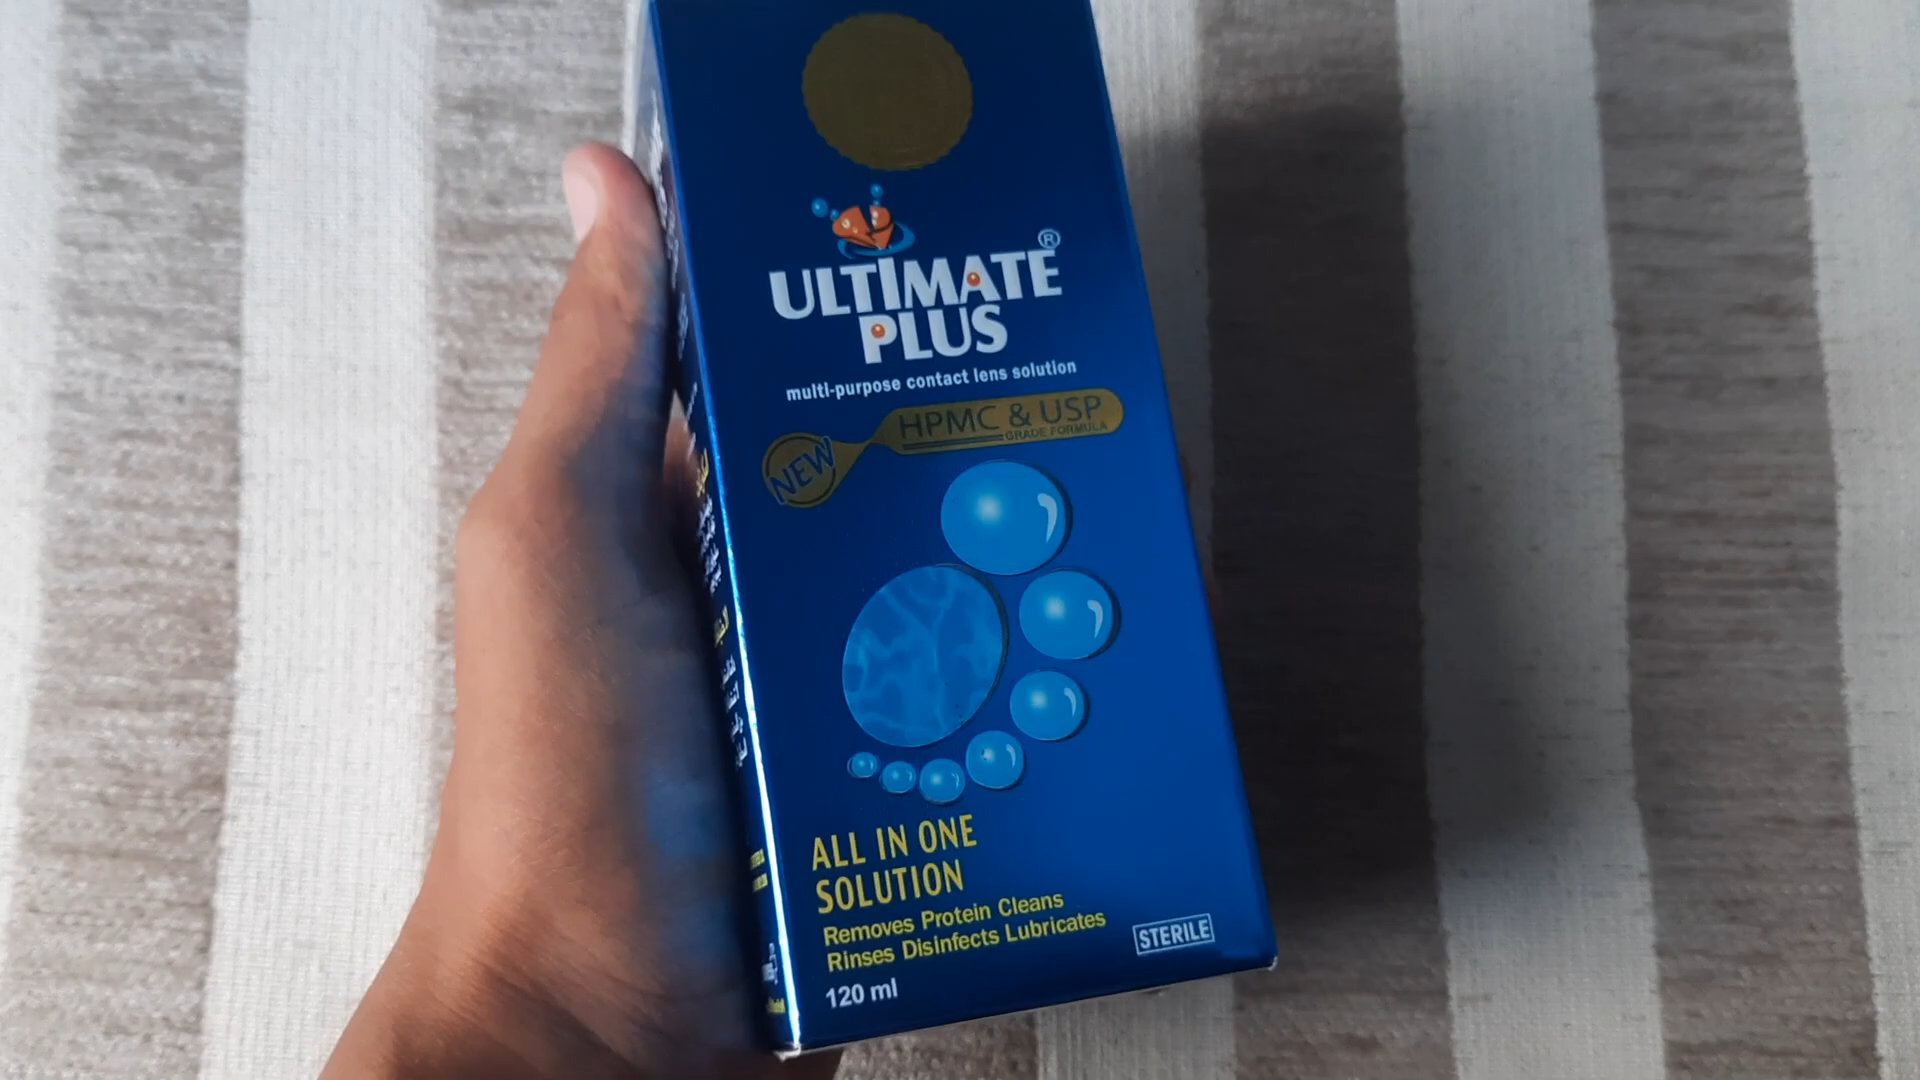 ULTIMATE®
PLUS
multi-purpose contact lens solution
NEW
HPMC & USP
GRADE FORMULA
ALL IN ONE
SOLUTION
Removes Protein Cleans
Rinses Disinfects Lubricates
STERILE
120 ml